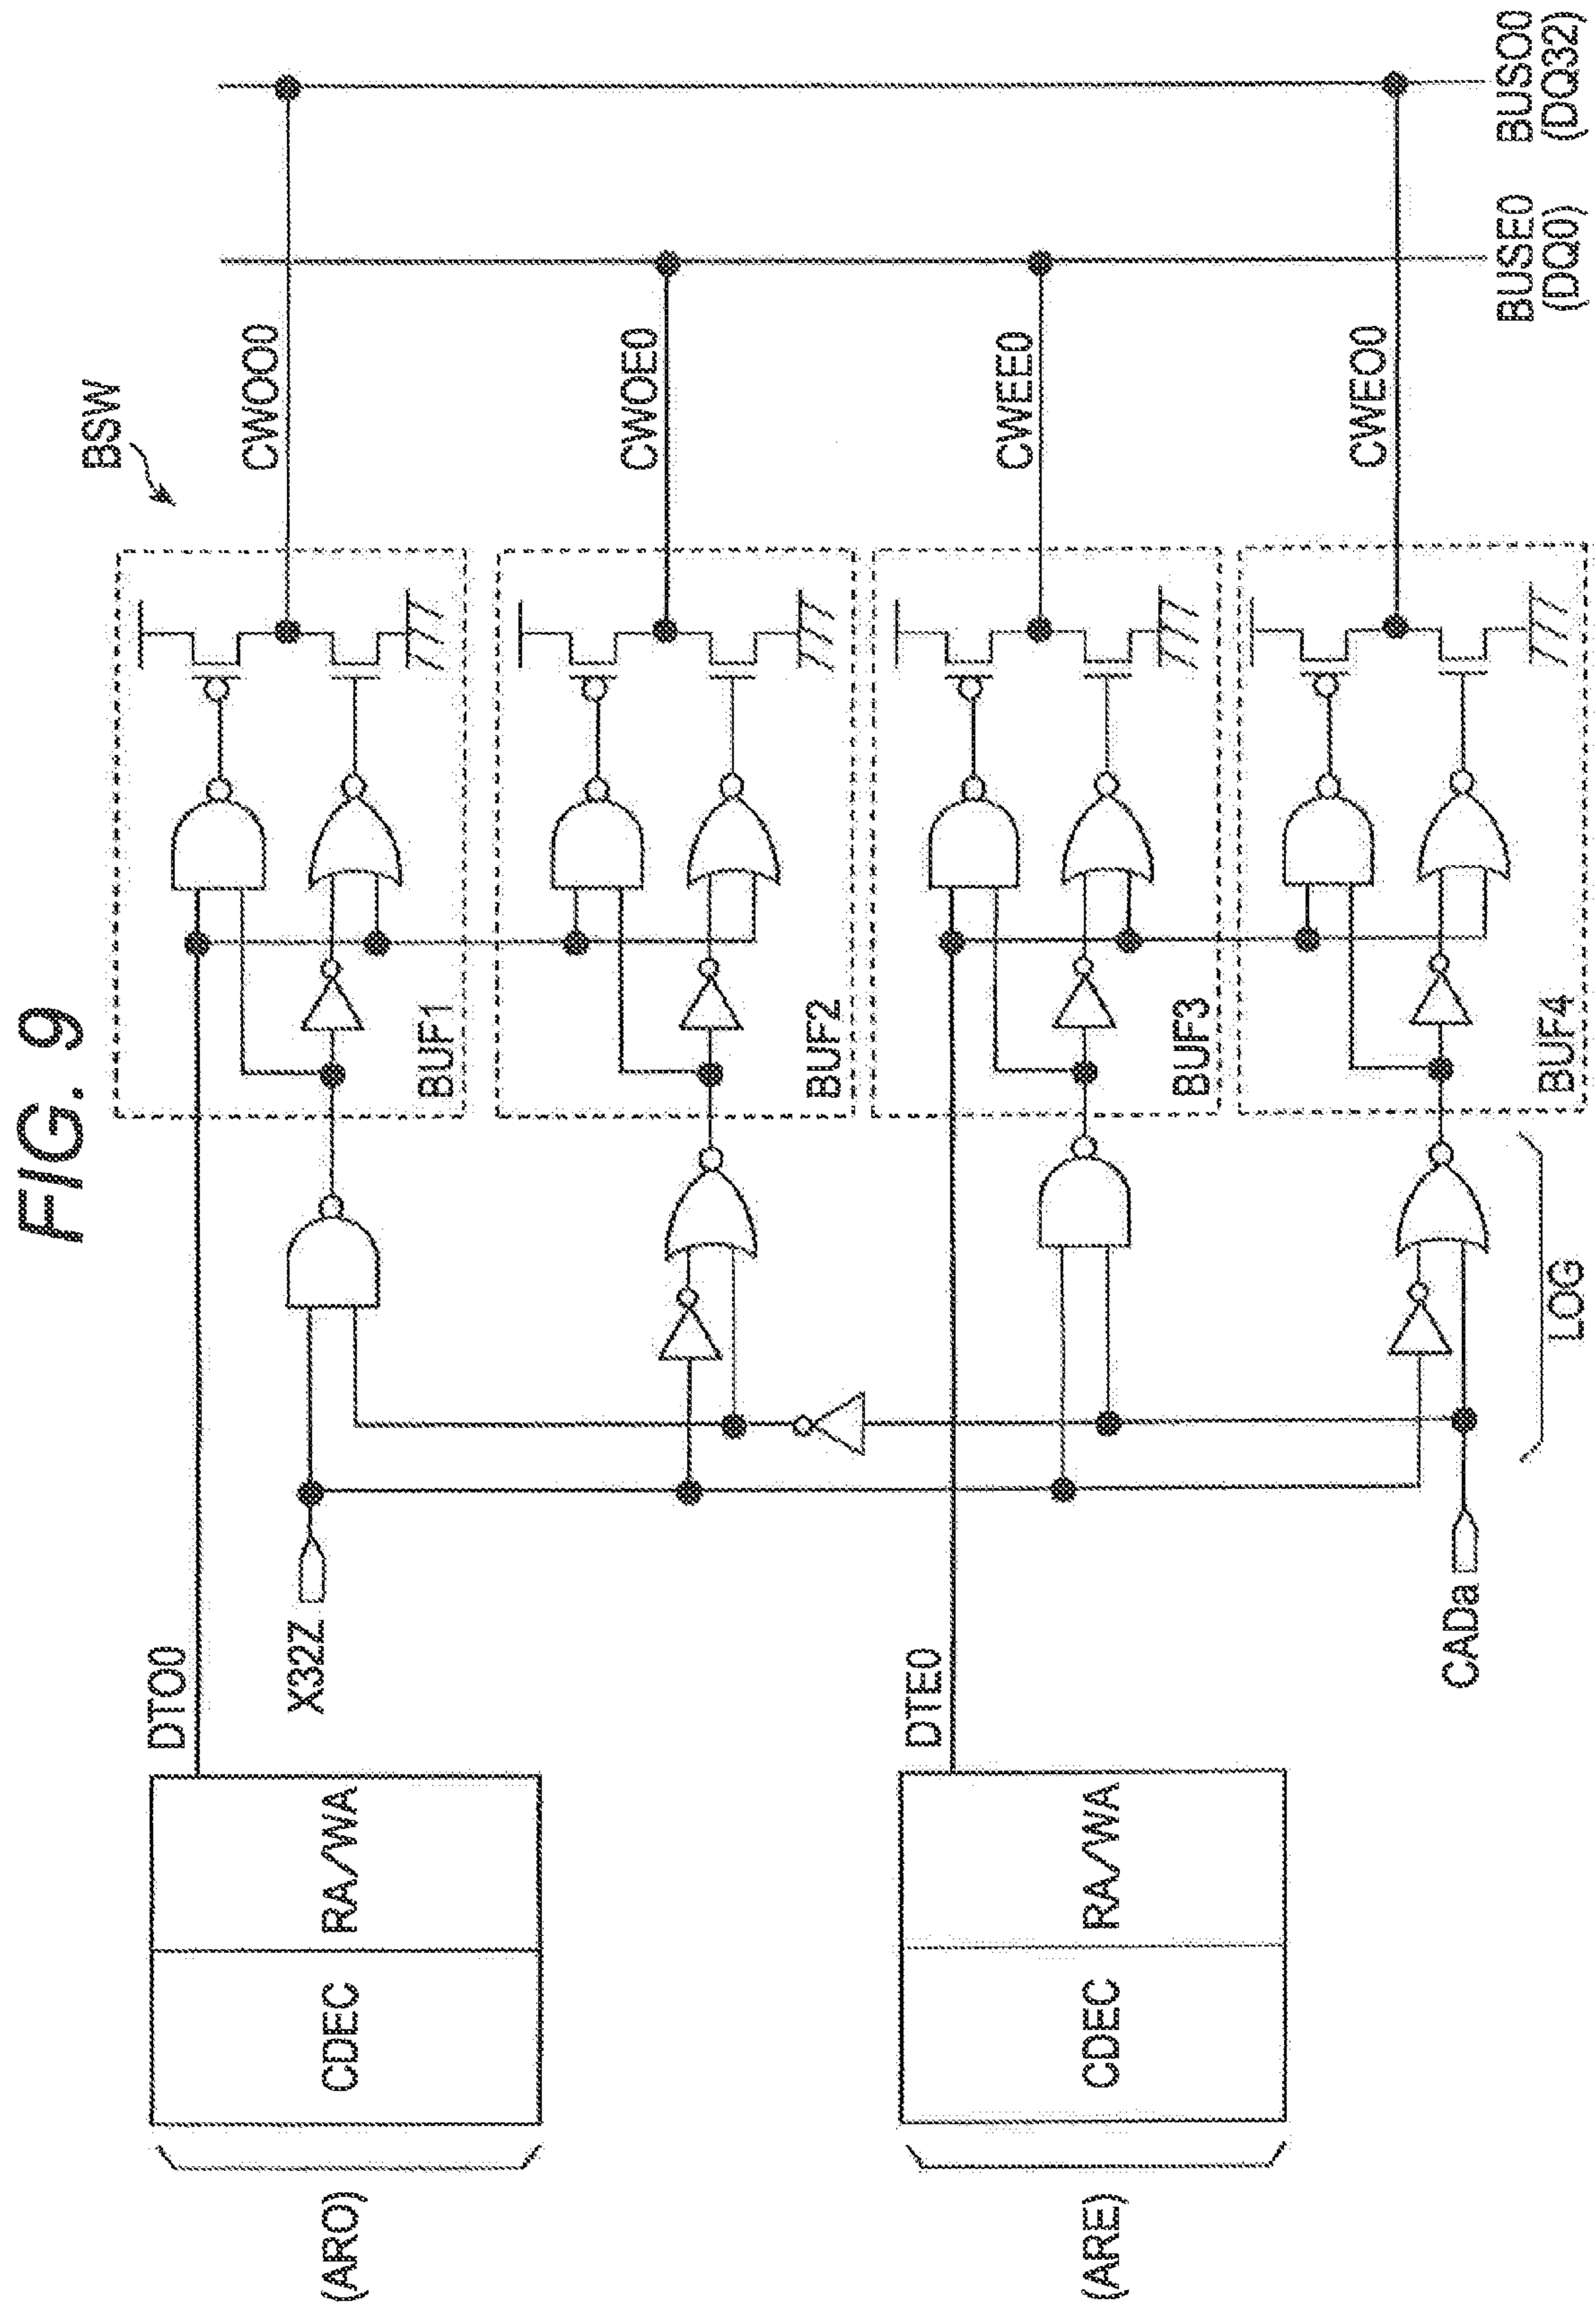 FIG. 9
BSW
CWOO0
CWOE0
CWEE0
CWEO0
BUSE0
(DQ0)
BUSO0
(DQ32)
BUF1
BUF2
BUF3
BUF4
LOG
DTO0
X32Z
DTE0
CADa
RA/WA
CDEC
(ARO)
RA/WA
CDEC
(ARE)